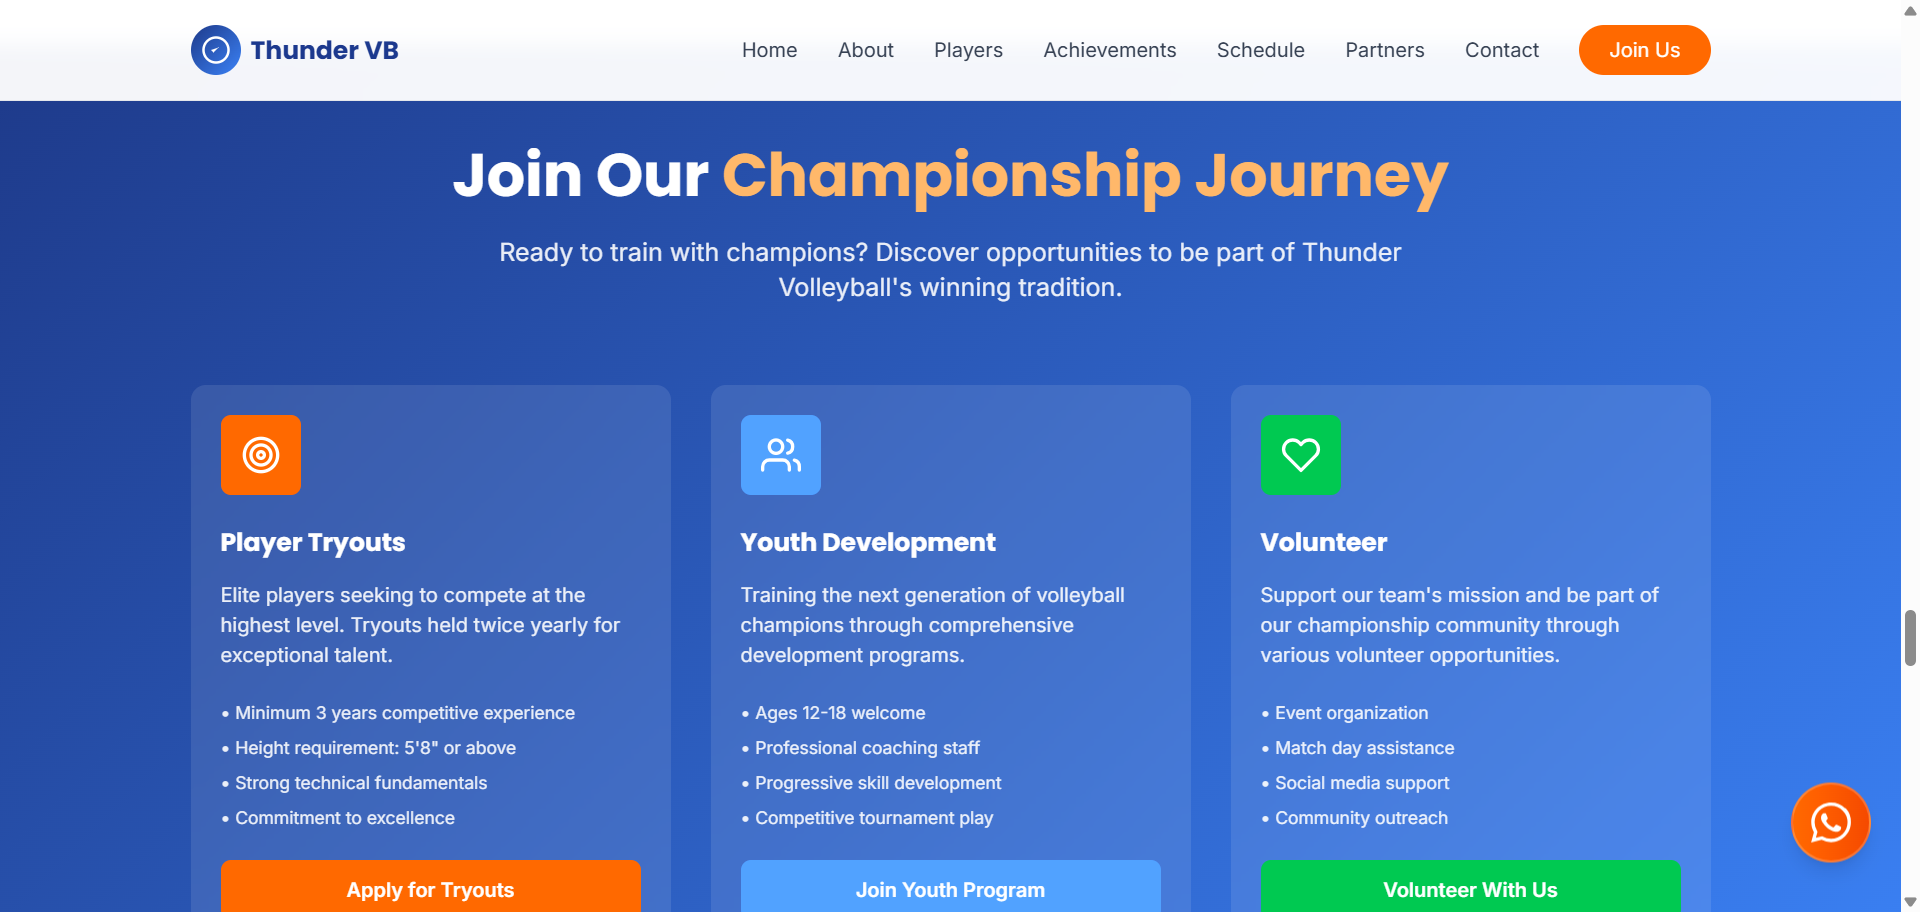 Thunder VB
Home About Players Achievements Schedule Partners Contact Join Us
Join Our Championship Journey
Ready to train with champions? Discover opportunities to be part of Thunder
Volleyball's winning tradition.
Player Tryouts
Elite players seeking to compete at the
highest level. Tryouts held twice yearly for
exceptional talent.
• Minimum 3 years competitive experience
• Height requirement: 5'8" or above
• Strong technical fundamentals
• Commitment to excellence
Apply for Tryouts
Youth Development
Training the next generation of volleyball
champions through comprehensive
development programs.
• Ages 12-18 welcome
• Professional coaching staff
• Progressive skill development
• Competitive tournament play
Join Youth Program
Volunteer
Support our team's mission and be part of
our championship community through
various volunteer opportunities.
• Event organization
• Match day assistance
• Social media support
• Community outreach
Volunteer With Us